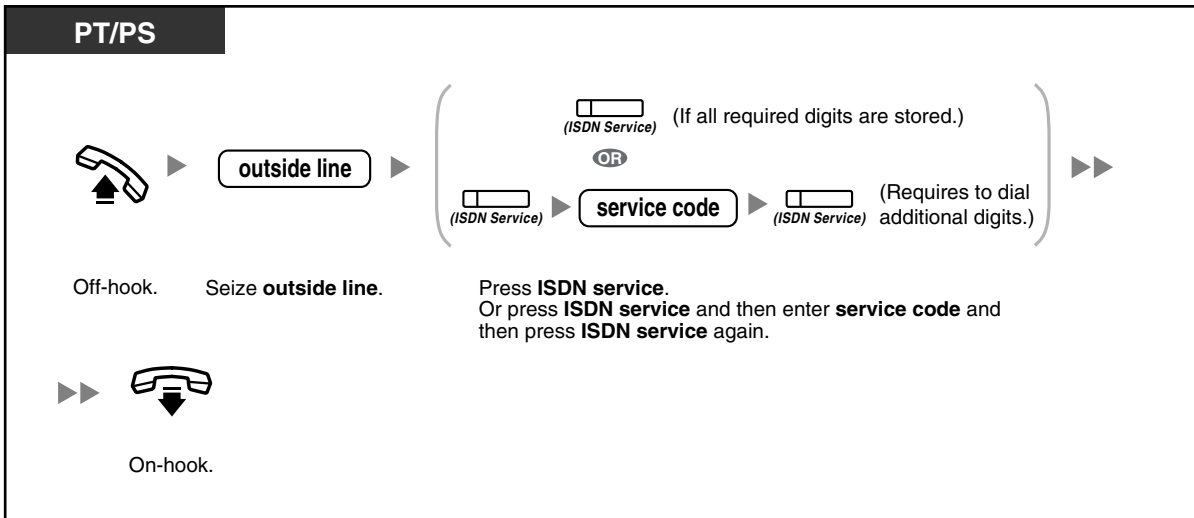 PT/PS
(ISDN Service) (If all required digits are stored.)
outside line
OR
(ISDN Service) service code (ISDN Service) (Requires to dial
additional digits.)
Off-hook. Seize outside line. Press ISDN service.
Or press ISDN service and then enter service code and
then press ISDN service again.
On-hook.